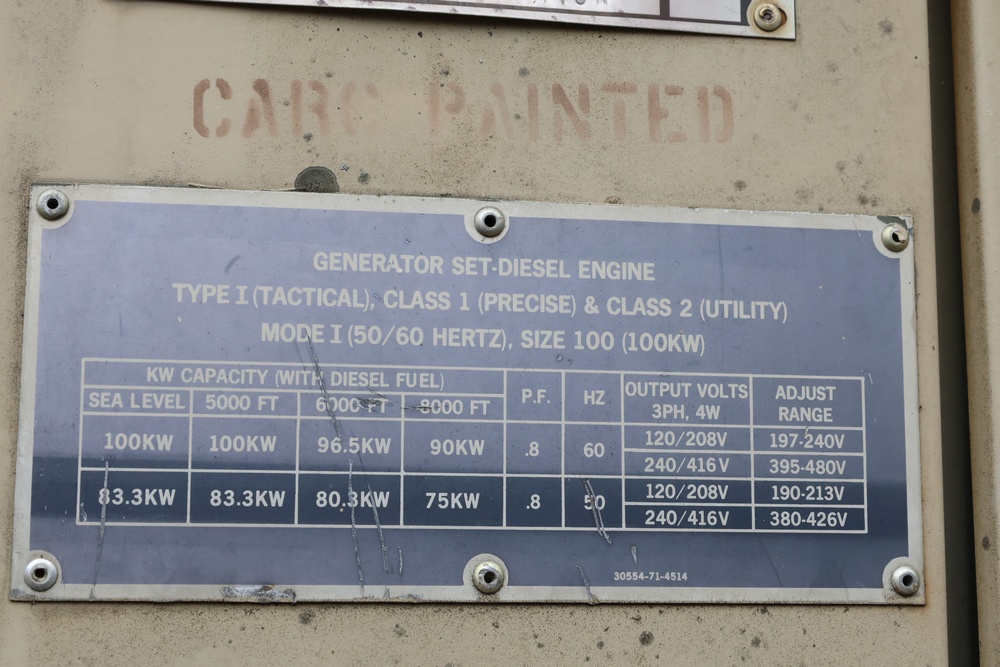 CARC PAINTED
GENERATOR SET-DIESEL ENGINE
TYPE I (TACTICAL), CLASS 1 (PRECISE) & CLASS 2 (UTILITY)
MODE I (50/60 HERTZ), SIZE 100 (100KW)
KW CAPACITY (WITH DIESEL FUEL) P.F. HZ OUTPUT VOLTS 3PH, 4W ADJUST RANGE
SEA LEVEL 5000 FT 6000 FT 8000 FT
100KW 100KW 96.5KW 90KW .8 60 120/208V 197-240V
240/416V 395-480V
83.3KW 83.3KW 80.3KW 75KW .8 50 120/208V 190-213V
240/416V 380-426V
30554-71-4514